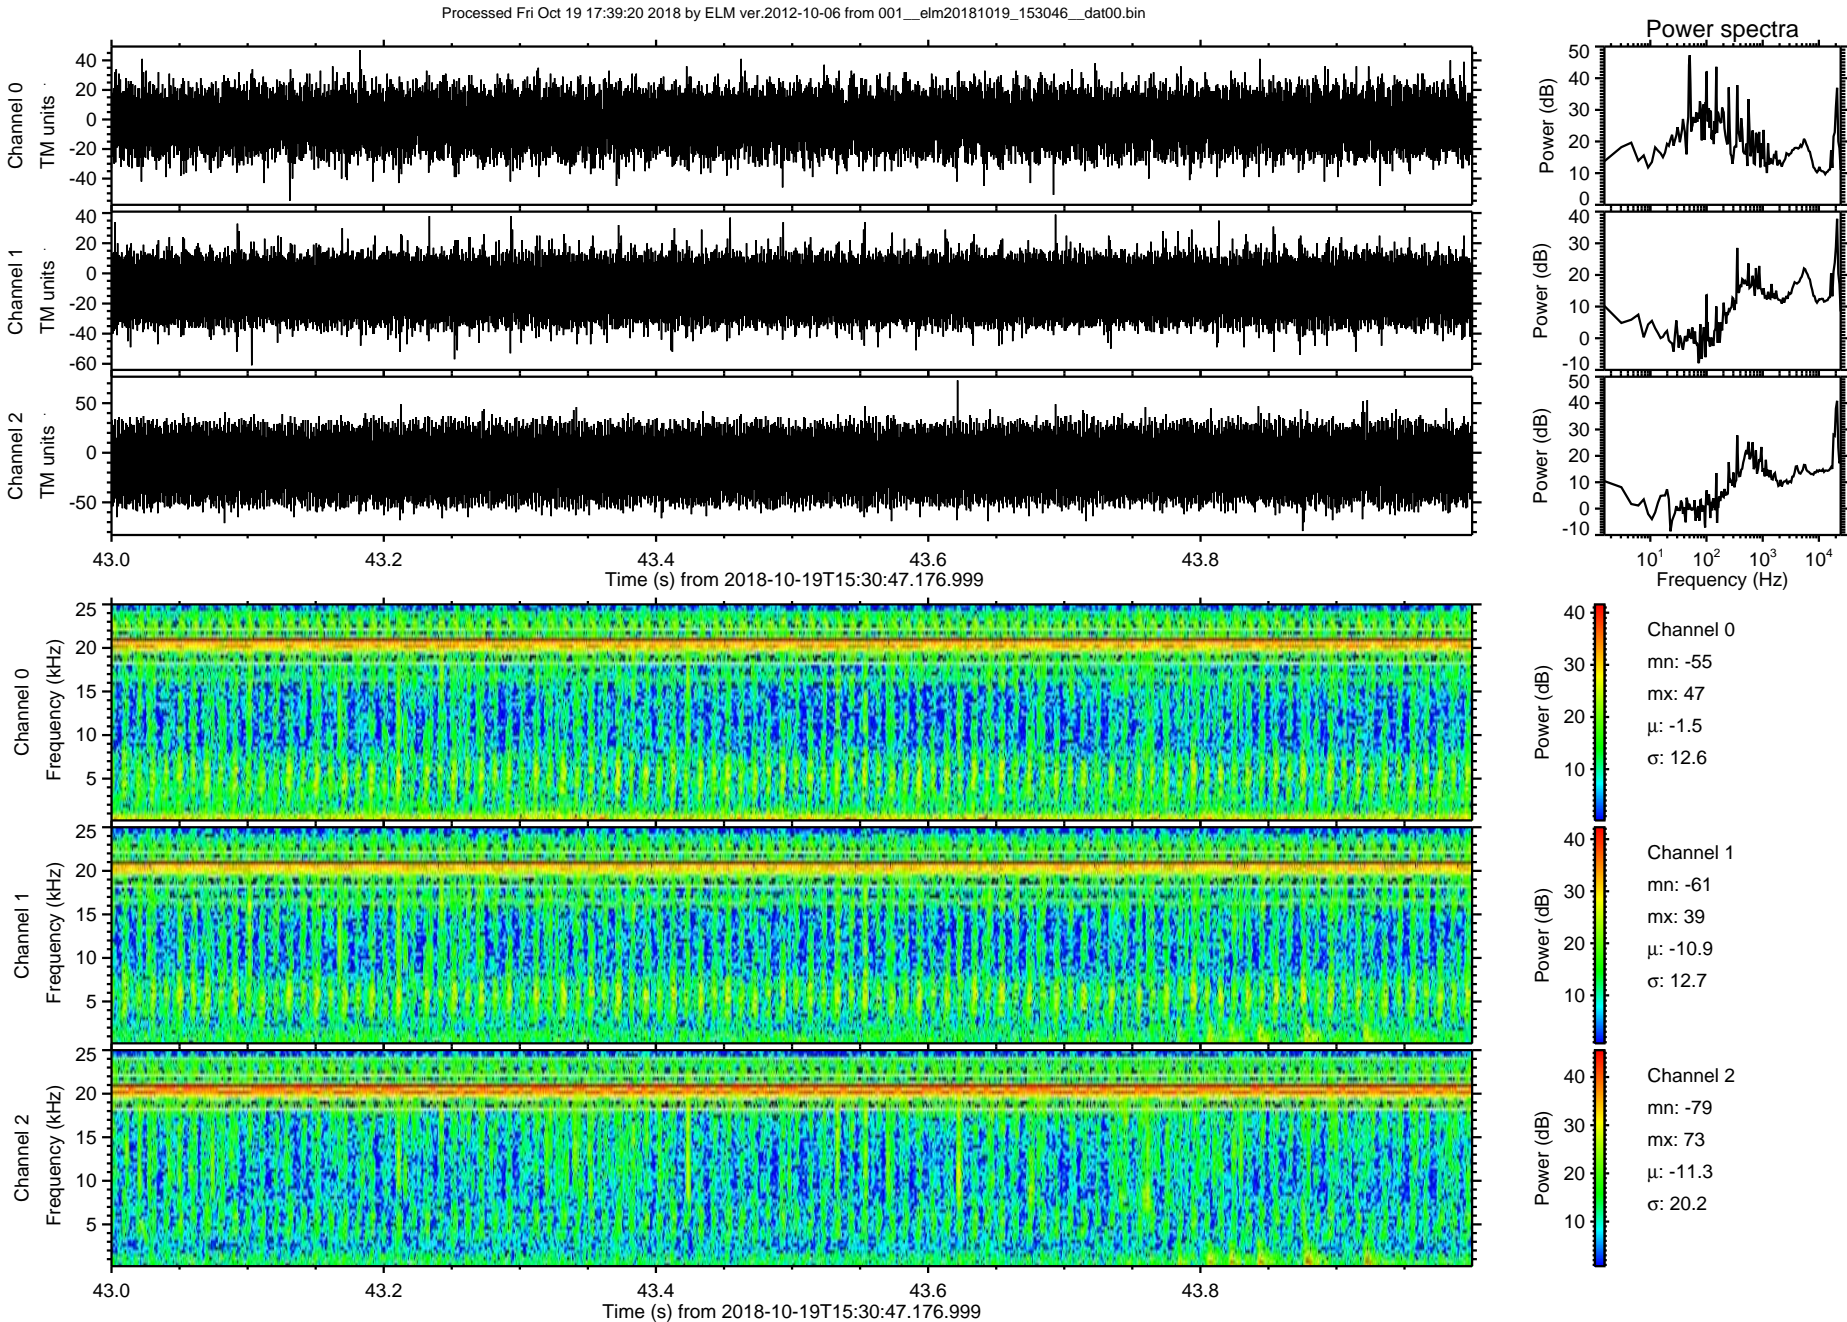 Processed Fri Oct 19 17:39:20 2018 by ELM ver.2012-10-06 from 001__elm20181019_153046__dat00.bin
Power spectra
Channel 0
TM units
40
20
0
-20
-40
Power (dB)
50
40
30
20
10
0
Channel 1
TM units
40
20
0
-20
-40
-60
Power (dB)
40
30
20
10
0
-10
Channel 2
TM units
50
0
-50
Power (dB)
50
40
30
20
10
0
-10
43.0 43.2 43.4 43.6 43.8
Time (s) from 2018-10-19T15:30:47.176.999
10^1 10^2 10^3 10^4
Frequency (Hz)
Channel 0
Frequency (kHz)
25
20
15
10
5
Power (dB)
40
30
20
10
Channel 0
mn: -55
mx: 47
μ: -1.5
σ: 12.6
Channel 1
Frequency (kHz)
25
20
15
10
5
Power (dB)
40
30
20
10
Channel 1
mn: -61
mx: 39
μ: -10.9
σ: 12.7
Channel 2
Frequency (kHz)
25
20
15
10
5
Power (dB)
40
30
20
10
Channel 2
mn: -79
mx: 73
μ: -11.3
σ: 20.2
43.0 43.2 43.4 43.6 43.8
Time (s) from 2018-10-19T15:30:47.176.999